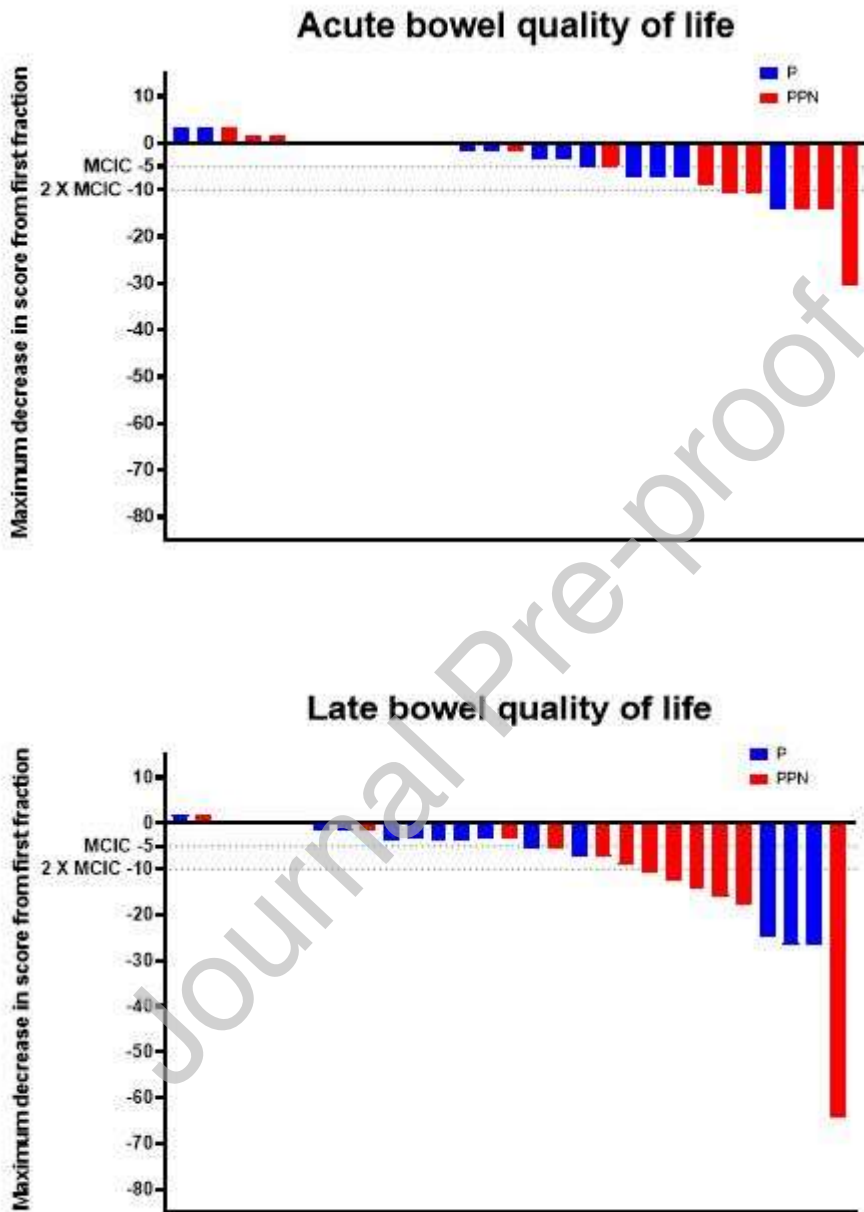 Acute bowel quality of life
Maximum decrease in score from first fraction
P
PPN
10
0
MCIC -5
2 X MCIC -10
-20
-30
-40
-50
-60
-70
-80
Journal Pre-proof
Late bowel quality of life
Maximum decrease in score from first fraction
P
PPN
10
0
MCIC -5
2 X MCIC -10
-20
-30
-40
-50
-60
-70
-80